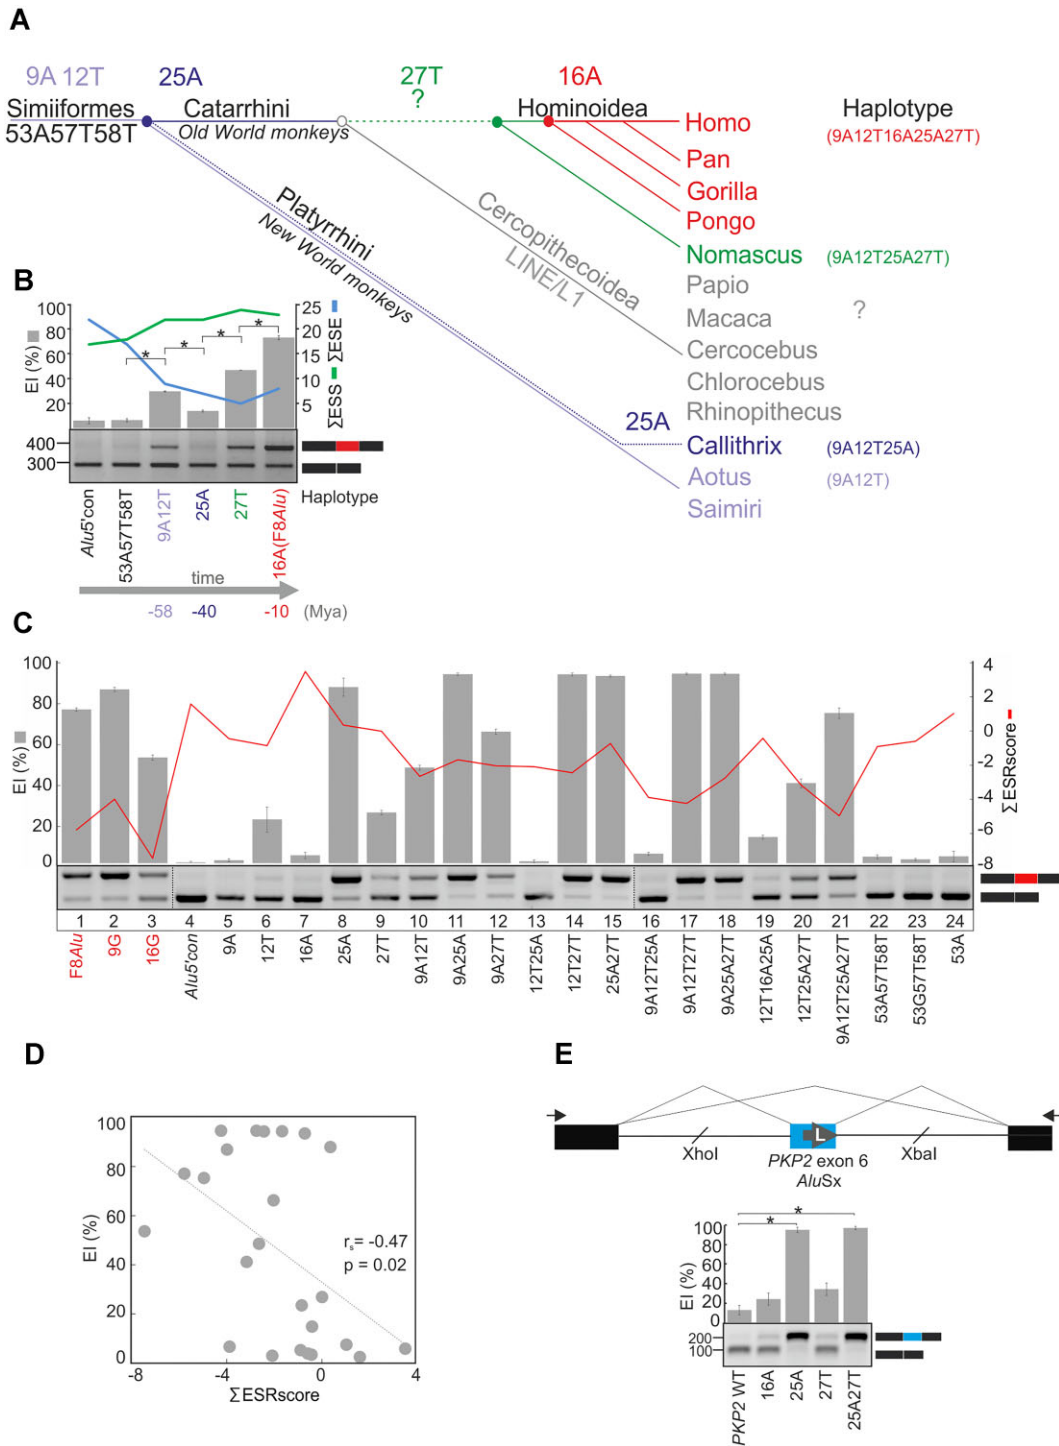 A
9A 12T
25A
27T
?
16A
Simiiformes
Catarrhini
Hominoidea
Haplotype
53A57T58T
Old World monkeys
Homo
(9A12T16A25A27T)
Pan
Gorilla
Pongo
Platyrrhini
New World monkeys
Cercopithecoidea
LINE/L1
Nomascus
(9A12T25A27T)
Papio
Macaca
?
Cercocebus
Chlorocebus
Rhinopithecus
25A
Callithrix
(9A12T25A)
Aotus
(9A12T)
Saimiri
B
EI (%)
100
80
60
40
20
25
20
15
10
5
ΣESS
ΣESE
* * * *
400
300
Haplotype
Alu5'con
53A57T58T
9A12T
25A
27T
16A(F8Alu)
time
-58 -40 -10 (Mya)
C
EI (%)
100
80
60
40
20
0
4
2
0
-2
-4
-6
-8
ΣESRscore
1 2 3 4 5 6 7 8 9 10 11 12 13 14 15 16 17 18 19 20 21 22 23 24
F8Alu
9G
16G
Alu5'con
9A
12T
16A
25A
27T
9A12T
9A25A
9A27T
12T25A
12T27T
25A27T
9A12T25A
9A12T27T
9A25A27T
12T16A25A
12T25A27T
9A12T25A27T
53A57T58T
53G57T58T
53A
D
EI (%)
100
80
60
40
20
0
rs= -0.47
p = 0.02
-8 -4 0 4
ΣESRscore
E
L
XhoI
XbaI
PKP2 exon 6
AluSx
* *
EI (%)
100
80
60
40
20
0
200
100
PKP2 WT
16A
25A
27T
25A27T